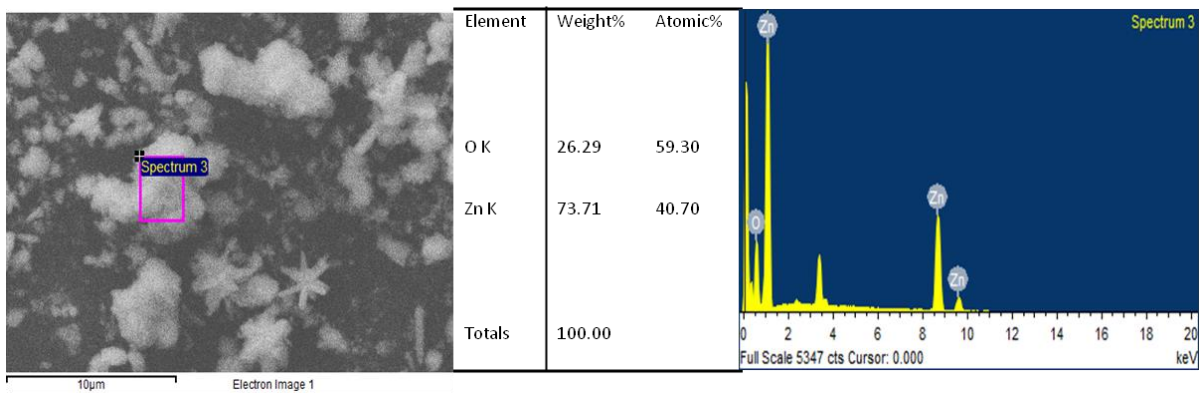 Spectrum 3
10µm
Electron Image 1
Element Weight% Atomic%
O K 26.29 59.30
Zn K 73.71 40.70
Totals 100.00
Spectrum 3
Zn
O
Zn
Zn
0 2 4 6 8 10 12 14 16 18 20
Full Scale 5347 cts Cursor: 0.000 keV